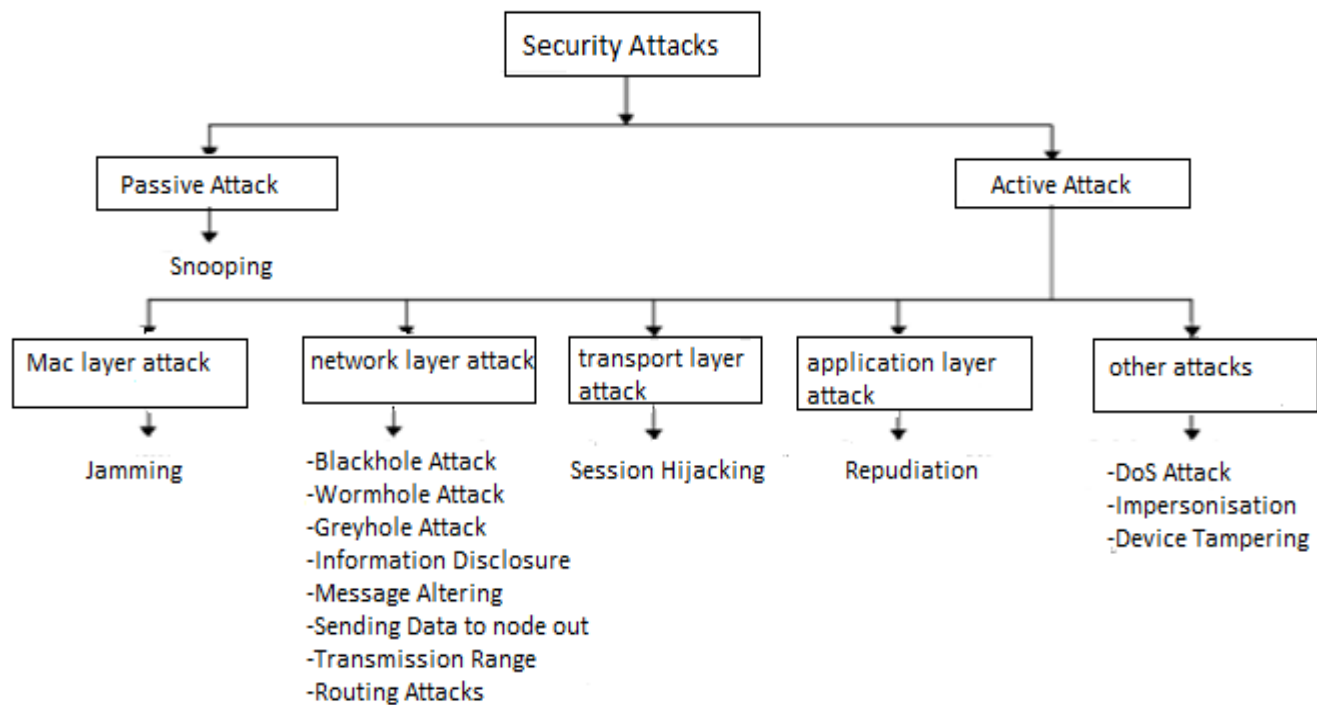 Security Attacks
Passive Attack
Active Attack
Snooping
Mac layer attack
network layer attack
transport layer
attack
application layer
attack
other attacks
Jamming
-Blackhole Attack
-Wormhole Attack
-Greyhole Attack
-Information Disclosure
-Message Altering
-Sending Data to node out
-Transmission Range
-Routing Attacks
Session Hijacking
Repudiation
-DoS Attack
-Impersonisation
-Device Tampering